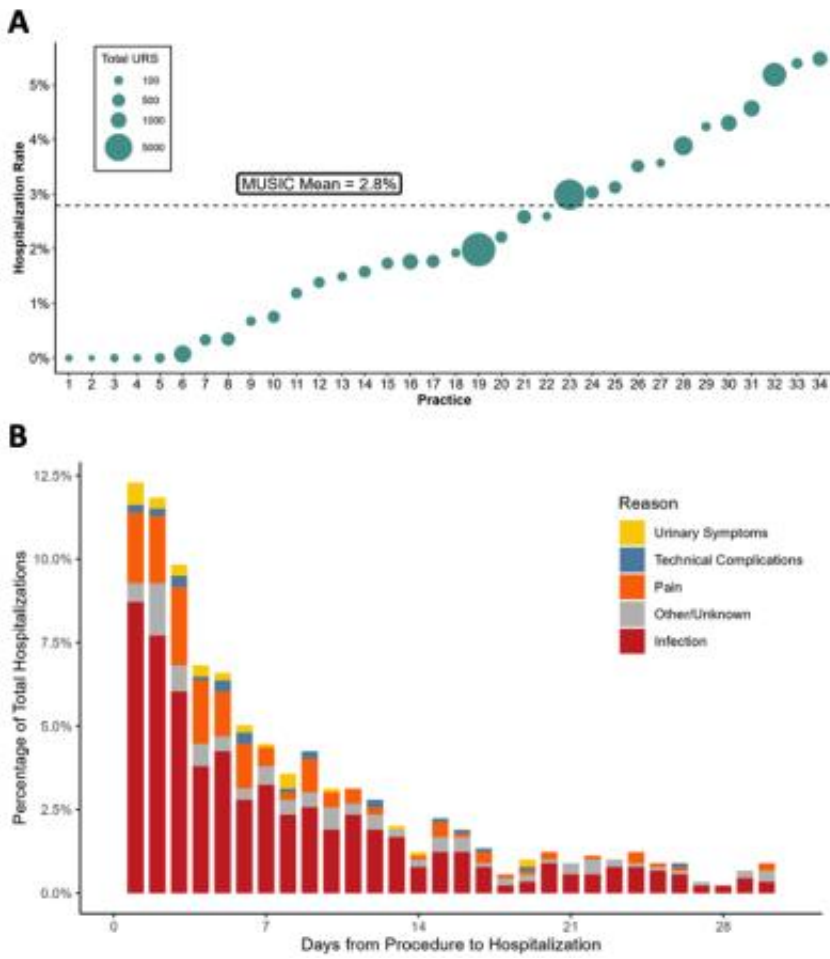 A
Total URS
100
500
1000
5000
5%
4%
3%
2%
1%
0%
Hospitalization Rate
MUSIC Mean = 2.8%
1 2 3 4 5 6 7 8 9 10 11 12 13 14 15 16 17 18 19 20 21 22 23 24 25 26 27 28 29 30 31 32 33 34
Practice
B
12.5%
10.0%
7.5%
5.0%
2.5%
0.0%
Percentage of Total Hospitalizations
Reason
Urinary Symptoms
Technical Complications
Pain
Other/Unknown
Infection
0 7 14 21 28
Days from Procedure to Hospitalization